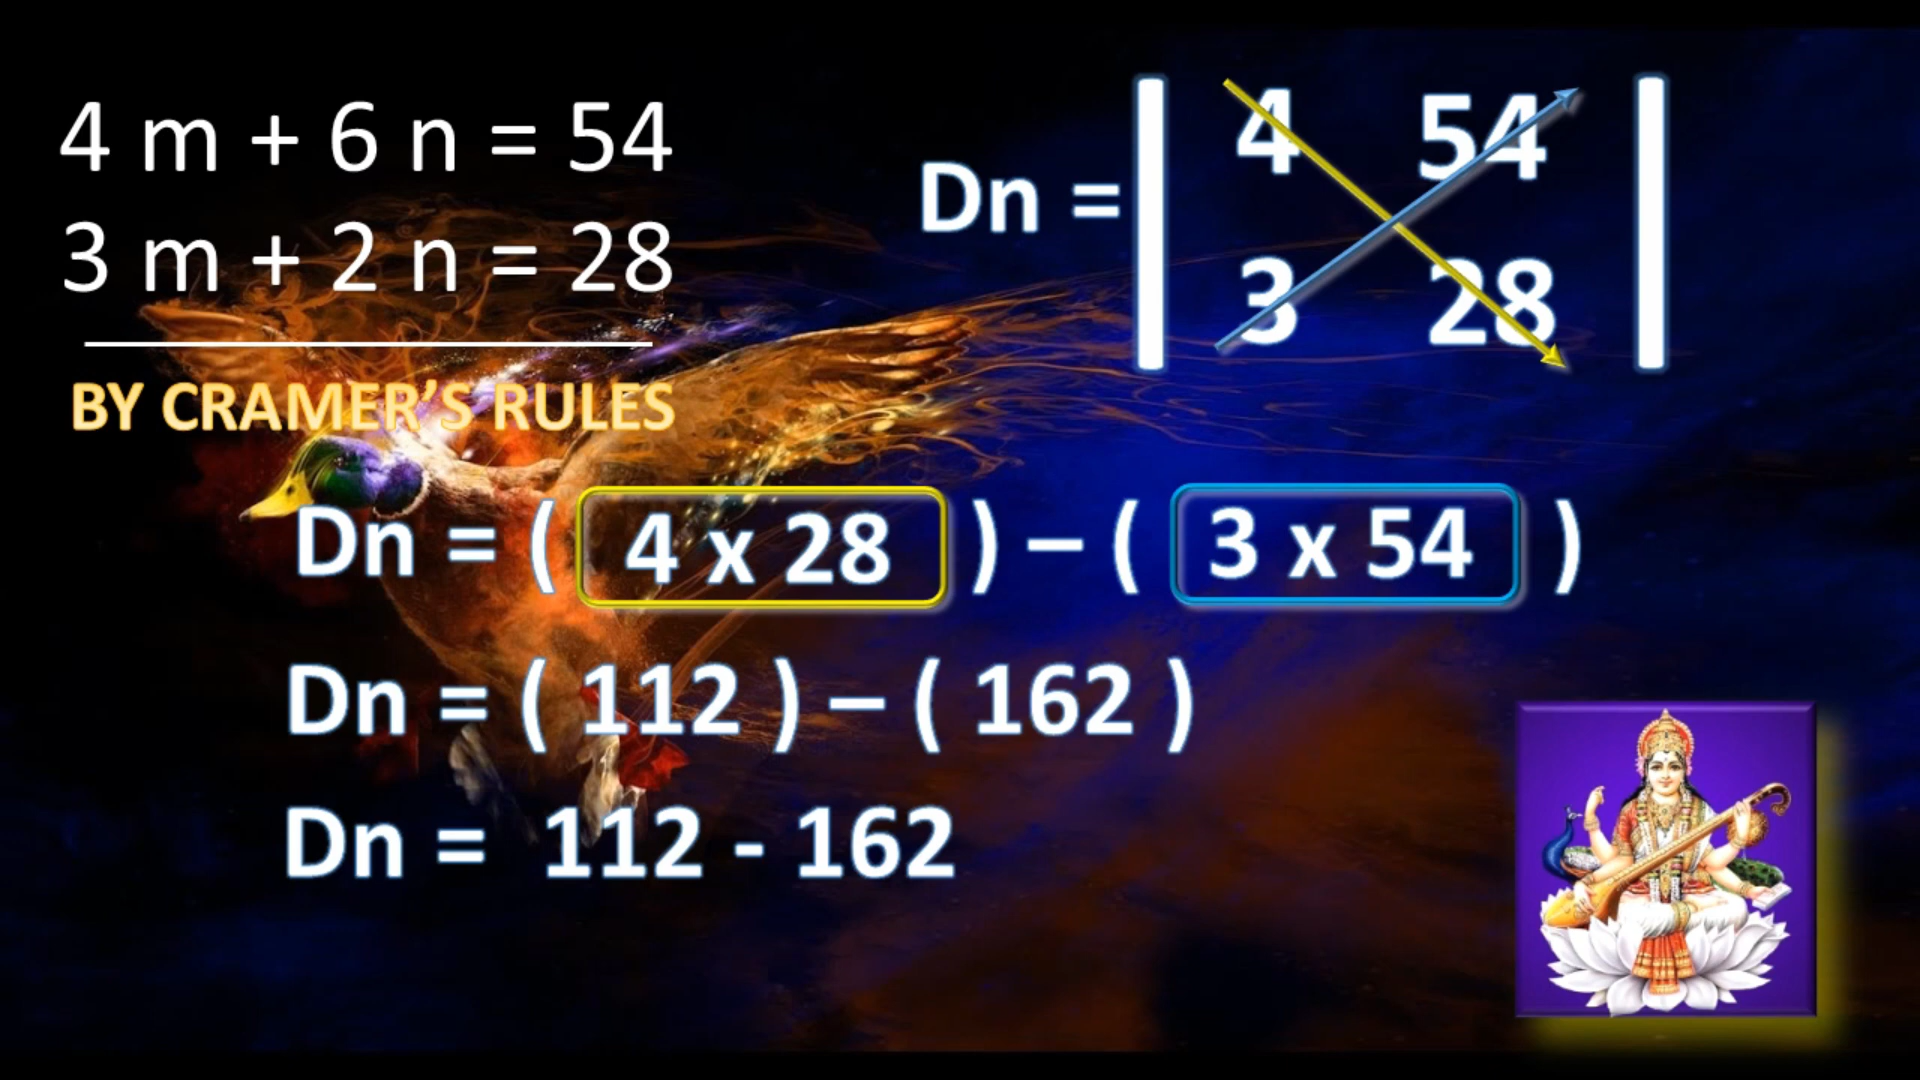 4 m + 6 n = 54
3 m + 2 n = 28
BY CRAMER’S RULES
Dn =
4 54
3 28
Dn = ( 4 x 28 ) – ( 3 x 54 )
Dn = ( 112 ) – ( 162 )
Dn = 112 - 162